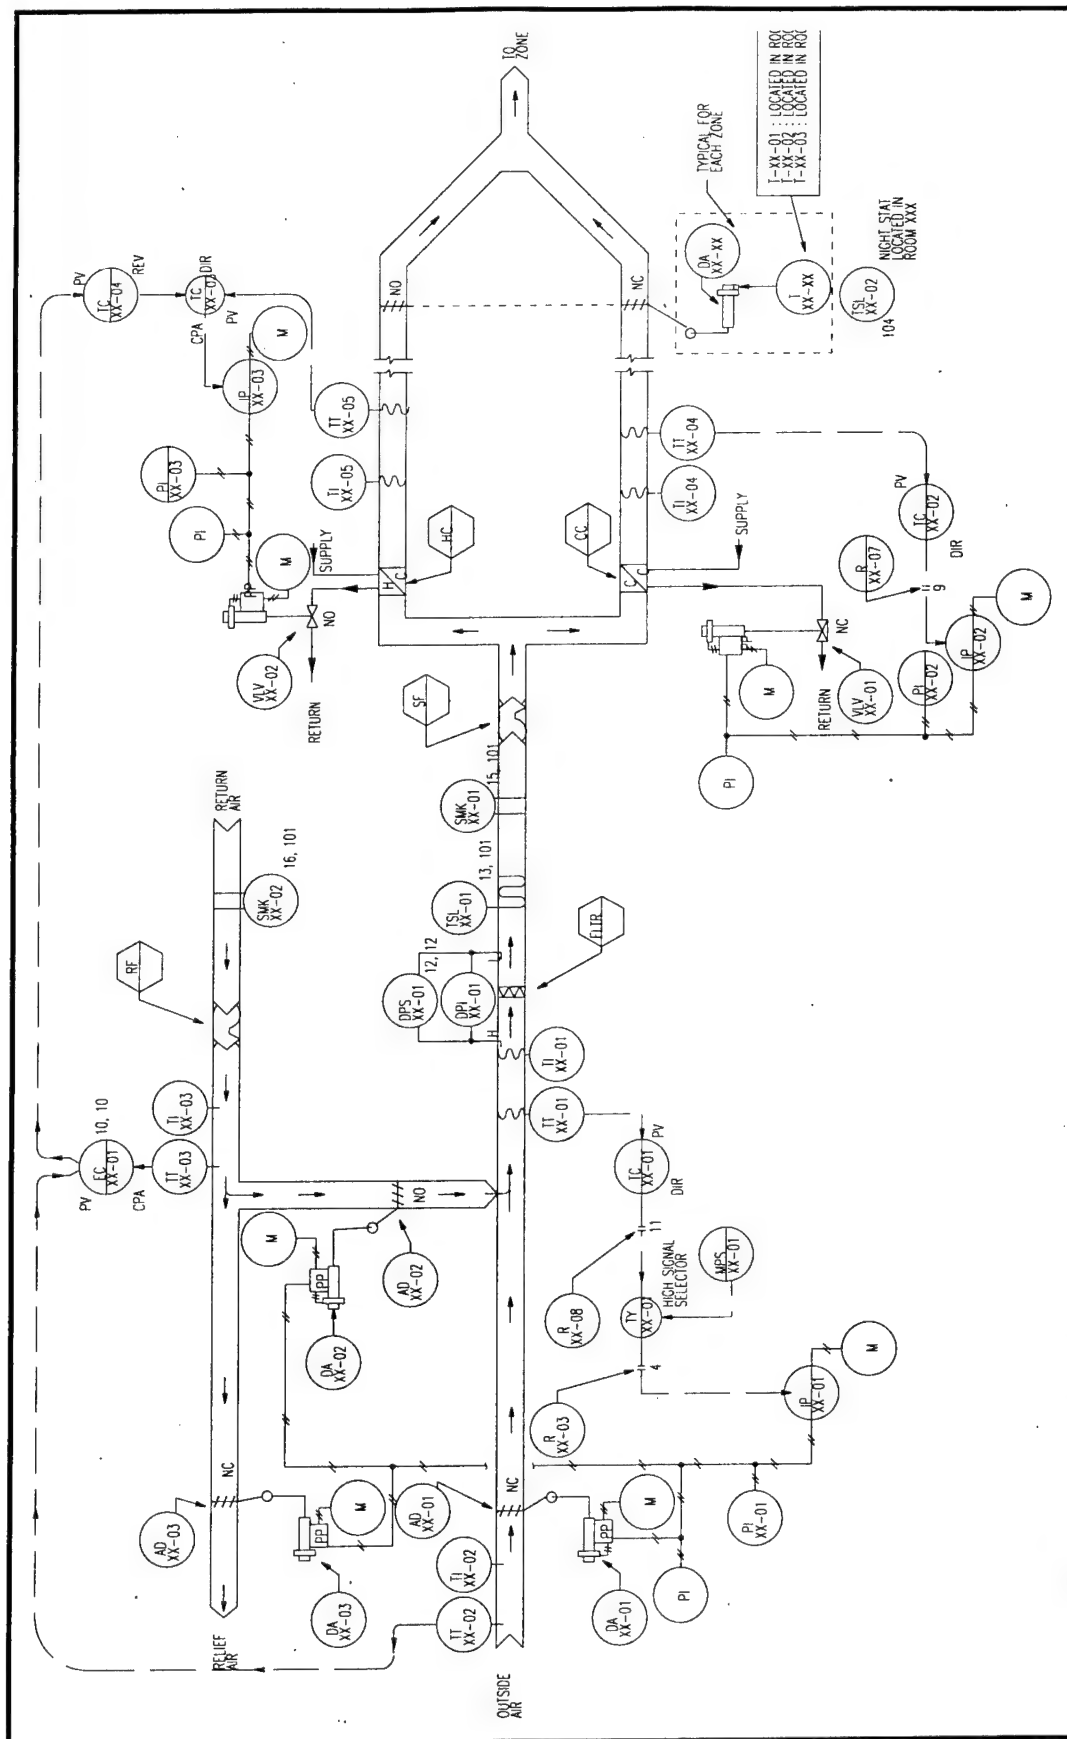 TO
ZONE
TYPICAL FOR
EACH ZONE
T-XX-01 : LOCATED IN
T-XX-02 : LOCATED IN
T-XX-03 : LOCATED IN
NIGHT STAT
LOCATED IN
ROOM XXX
DA
XX-XX
T
XX-XX
TSL
XX-02
104
NO
NC
PV
TC
XX-04
REV
TC
XX-03
DIR
PV
CPA
IP
XX-03
M
PI
XX-03
PI
TT
XX-05
TI
XX-05
M
PP
SUPPLY
NO
VLV
XX-02
RETURN
HC
H
C
CC
C
C
TT
XX-04
TI
XX-04
SUPPLY
PV
TC
XX-02
DIR
R
XX-07
9
IP
XX-02
M
PI
XX-02
M
NC
VLV
XX-01
RETURN
PI
SF
RETURN
AIR
SMK
XX-02
16, 101
RF
SMK
XX-01
15, 101
TSL
XX-01
13, 101
12, 12
DPS
XX-01
DPI
XX-01
H
L
FLTR
TI
XX-01
TT
XX-01
10, 10
EC
XX-01
PV
CPA
TI
XX-03
TT
XX-03
PV
TC
XX-01
DIR
11
R
XX-08
HIGH SIGNAL
SELECTOR
TY
XX-01
MPS
XX-01
4
R
XX-03
IP
XX-01
M
NO
M
PP
DA
XX-02
AD
XX-02
NC
AD
XX-03
M
PP
DA
XX-03
NC
AD
XX-01
M
PP
DA
XX-01
PI
XX-01
PI
TI
XX-02
TT
XX-02
RELIEF
AIR
OUTSIDE
AIR